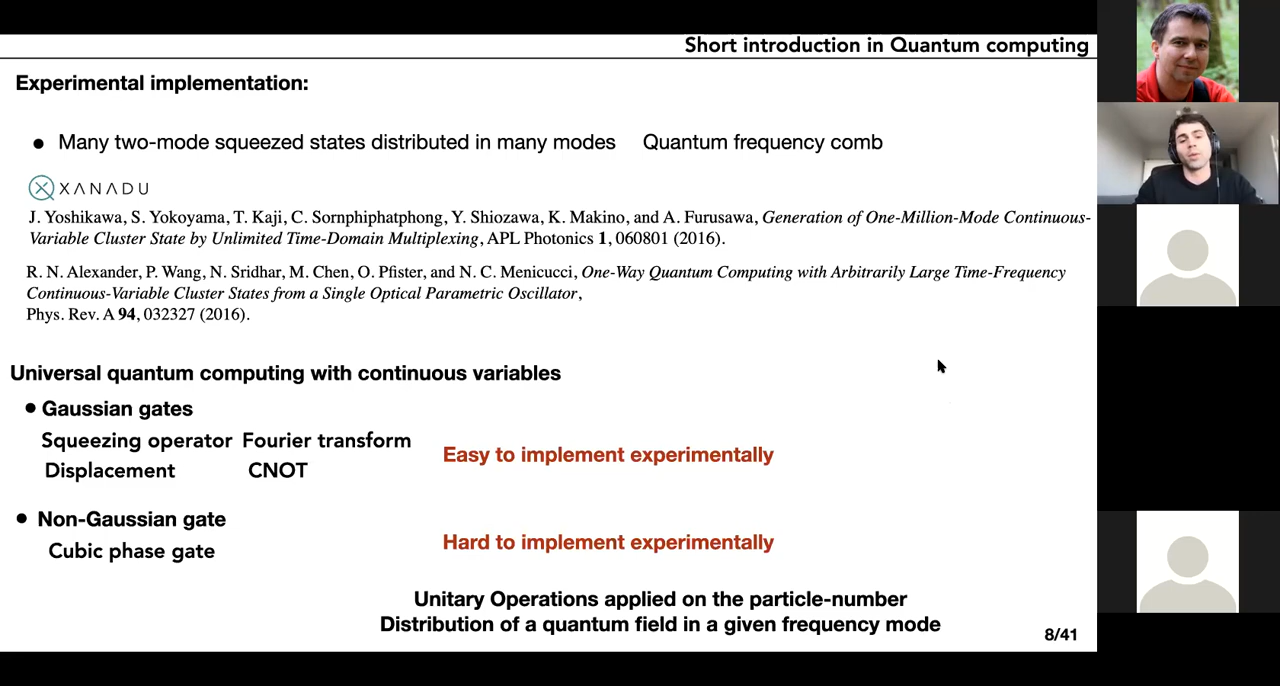 Short introduction in Quantum computing
Experimental implementation:
• Many two-mode squeezed states distributed in many modes Quantum frequency comb
XANADU
J. Yoshikawa, S. Yokoyama, T. Kaji, C. Sornphiphatphong, Y. Shiozawa, K. Makino, and A. Furusawa, Generation of One-Million-Mode Continuous-
Variable Cluster State by Unlimited Time-Domain Multiplexing, APL Photonics 1, 060801 (2016).
R. N. Alexander, P. Wang, N. Sridhar, M. Chen, O. Pfister, and N. C. Menicucci, One-Way Quantum Computing with Arbitrarily Large Time-Frequency
Continuous-Variable Cluster States from a Single Optical Parametric Oscillator,
Phys. Rev. A 94, 032327 (2016).
Universal quantum computing with continuous variables
• Gaussian gates
Squeezing operator Fourier transform
Easy to implement experimentally
Displacement CNOT
• Non-Gaussian gate
Hard to implement experimentally
Cubic phase gate
Unitary Operations applied on the particle-number
Distribution of a quantum field in a given frequency mode
8/41